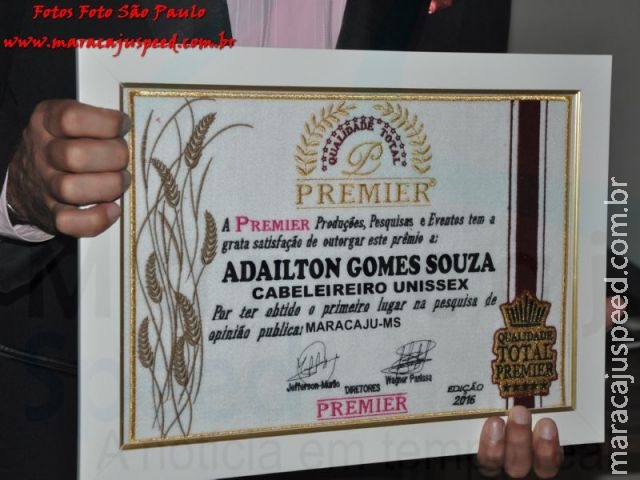 Fotos Foto São Paulo
www.maracajuspeed.com.br
QUALIDADE TOTAL
P
PREMIER®
A PREMIER Produções, Pesquisas e Eventos tem a
grata satisfação de outorgar este prêmio a:
ADAILTON GOMES SOUZA
CABELEIREIRO UNISSEX
Por ter obtido o primeiro lugar na pesquisa de
opinião publica: MARACAJU-MS
Jefferson Murilo
DIRETORES
Wagner
EDIÇÃO
2016
PREMIER
QUALIDADE
TOTAL
PREMIER
maracajuspeed.com.br
A notícia em tempo real